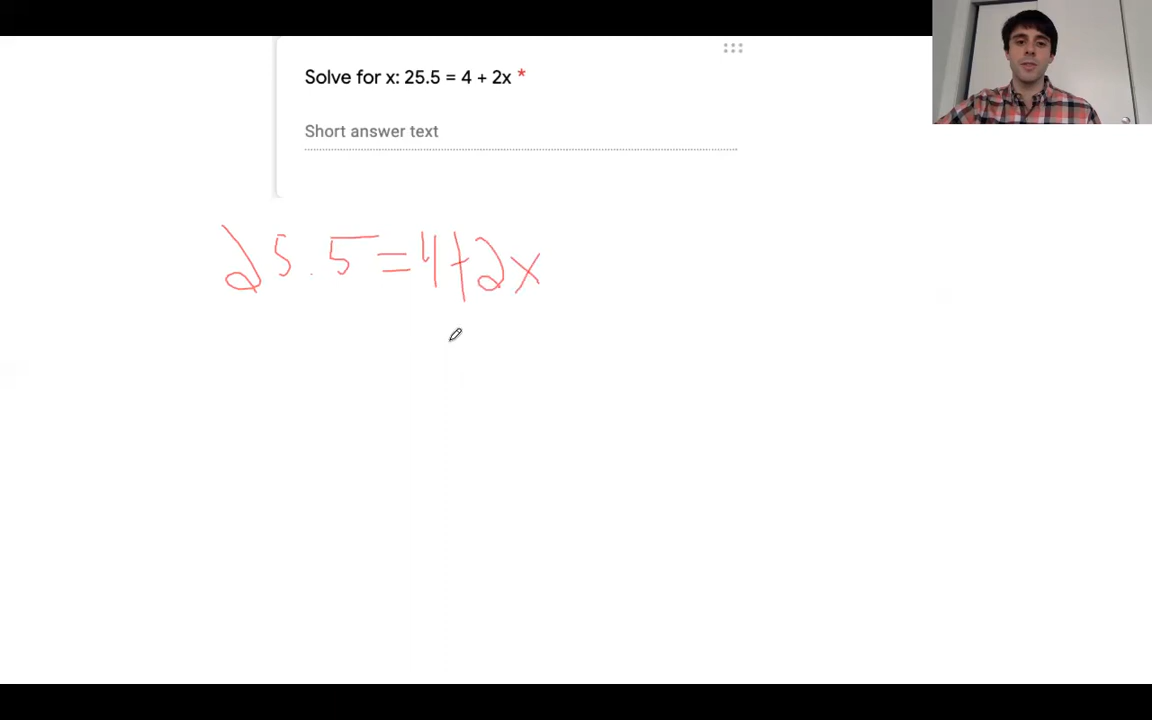 Solve for x: 25.5 = 4 + 2x *
Short answer text
25.5=4+2x